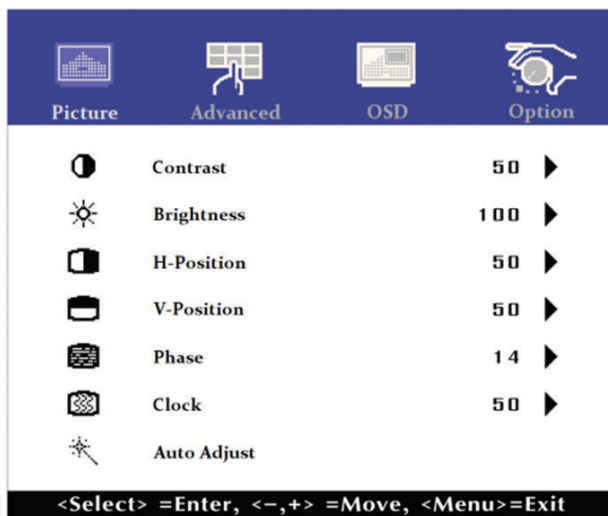 Picture Advanced OSD Option
Contrast 50
Brightness 100
H-Position 50
V-Position 50
Phase 14
Clock 50
Auto Adjust
<Select> =Enter, <-,+> =Move, <Menu>=Exit